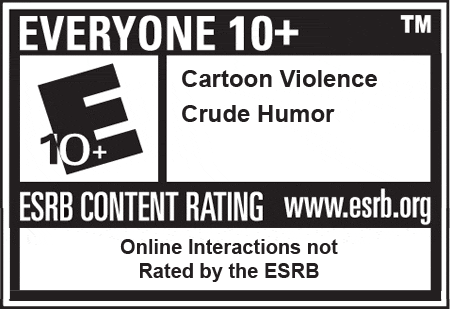 EVERYONE 10+ ™
E
10+
Cartoon Violence
Crude Humor
ESRB CONTENT RATING www.esrb.org
Online Interactions not
Rated by the ESRB